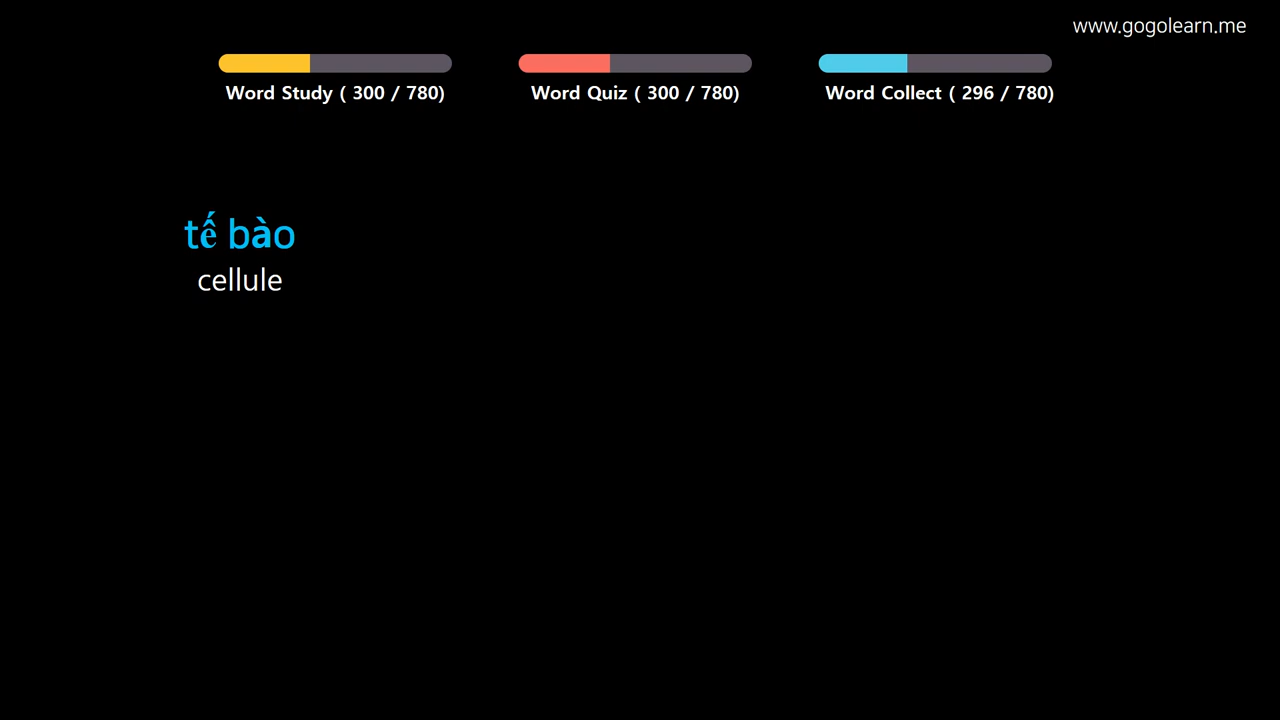 www.gogolearn.me
Word Study ( 300 / 780)
Word Quiz ( 300 / 780)
Word Collect ( 296 / 780)
tế bào
cellule